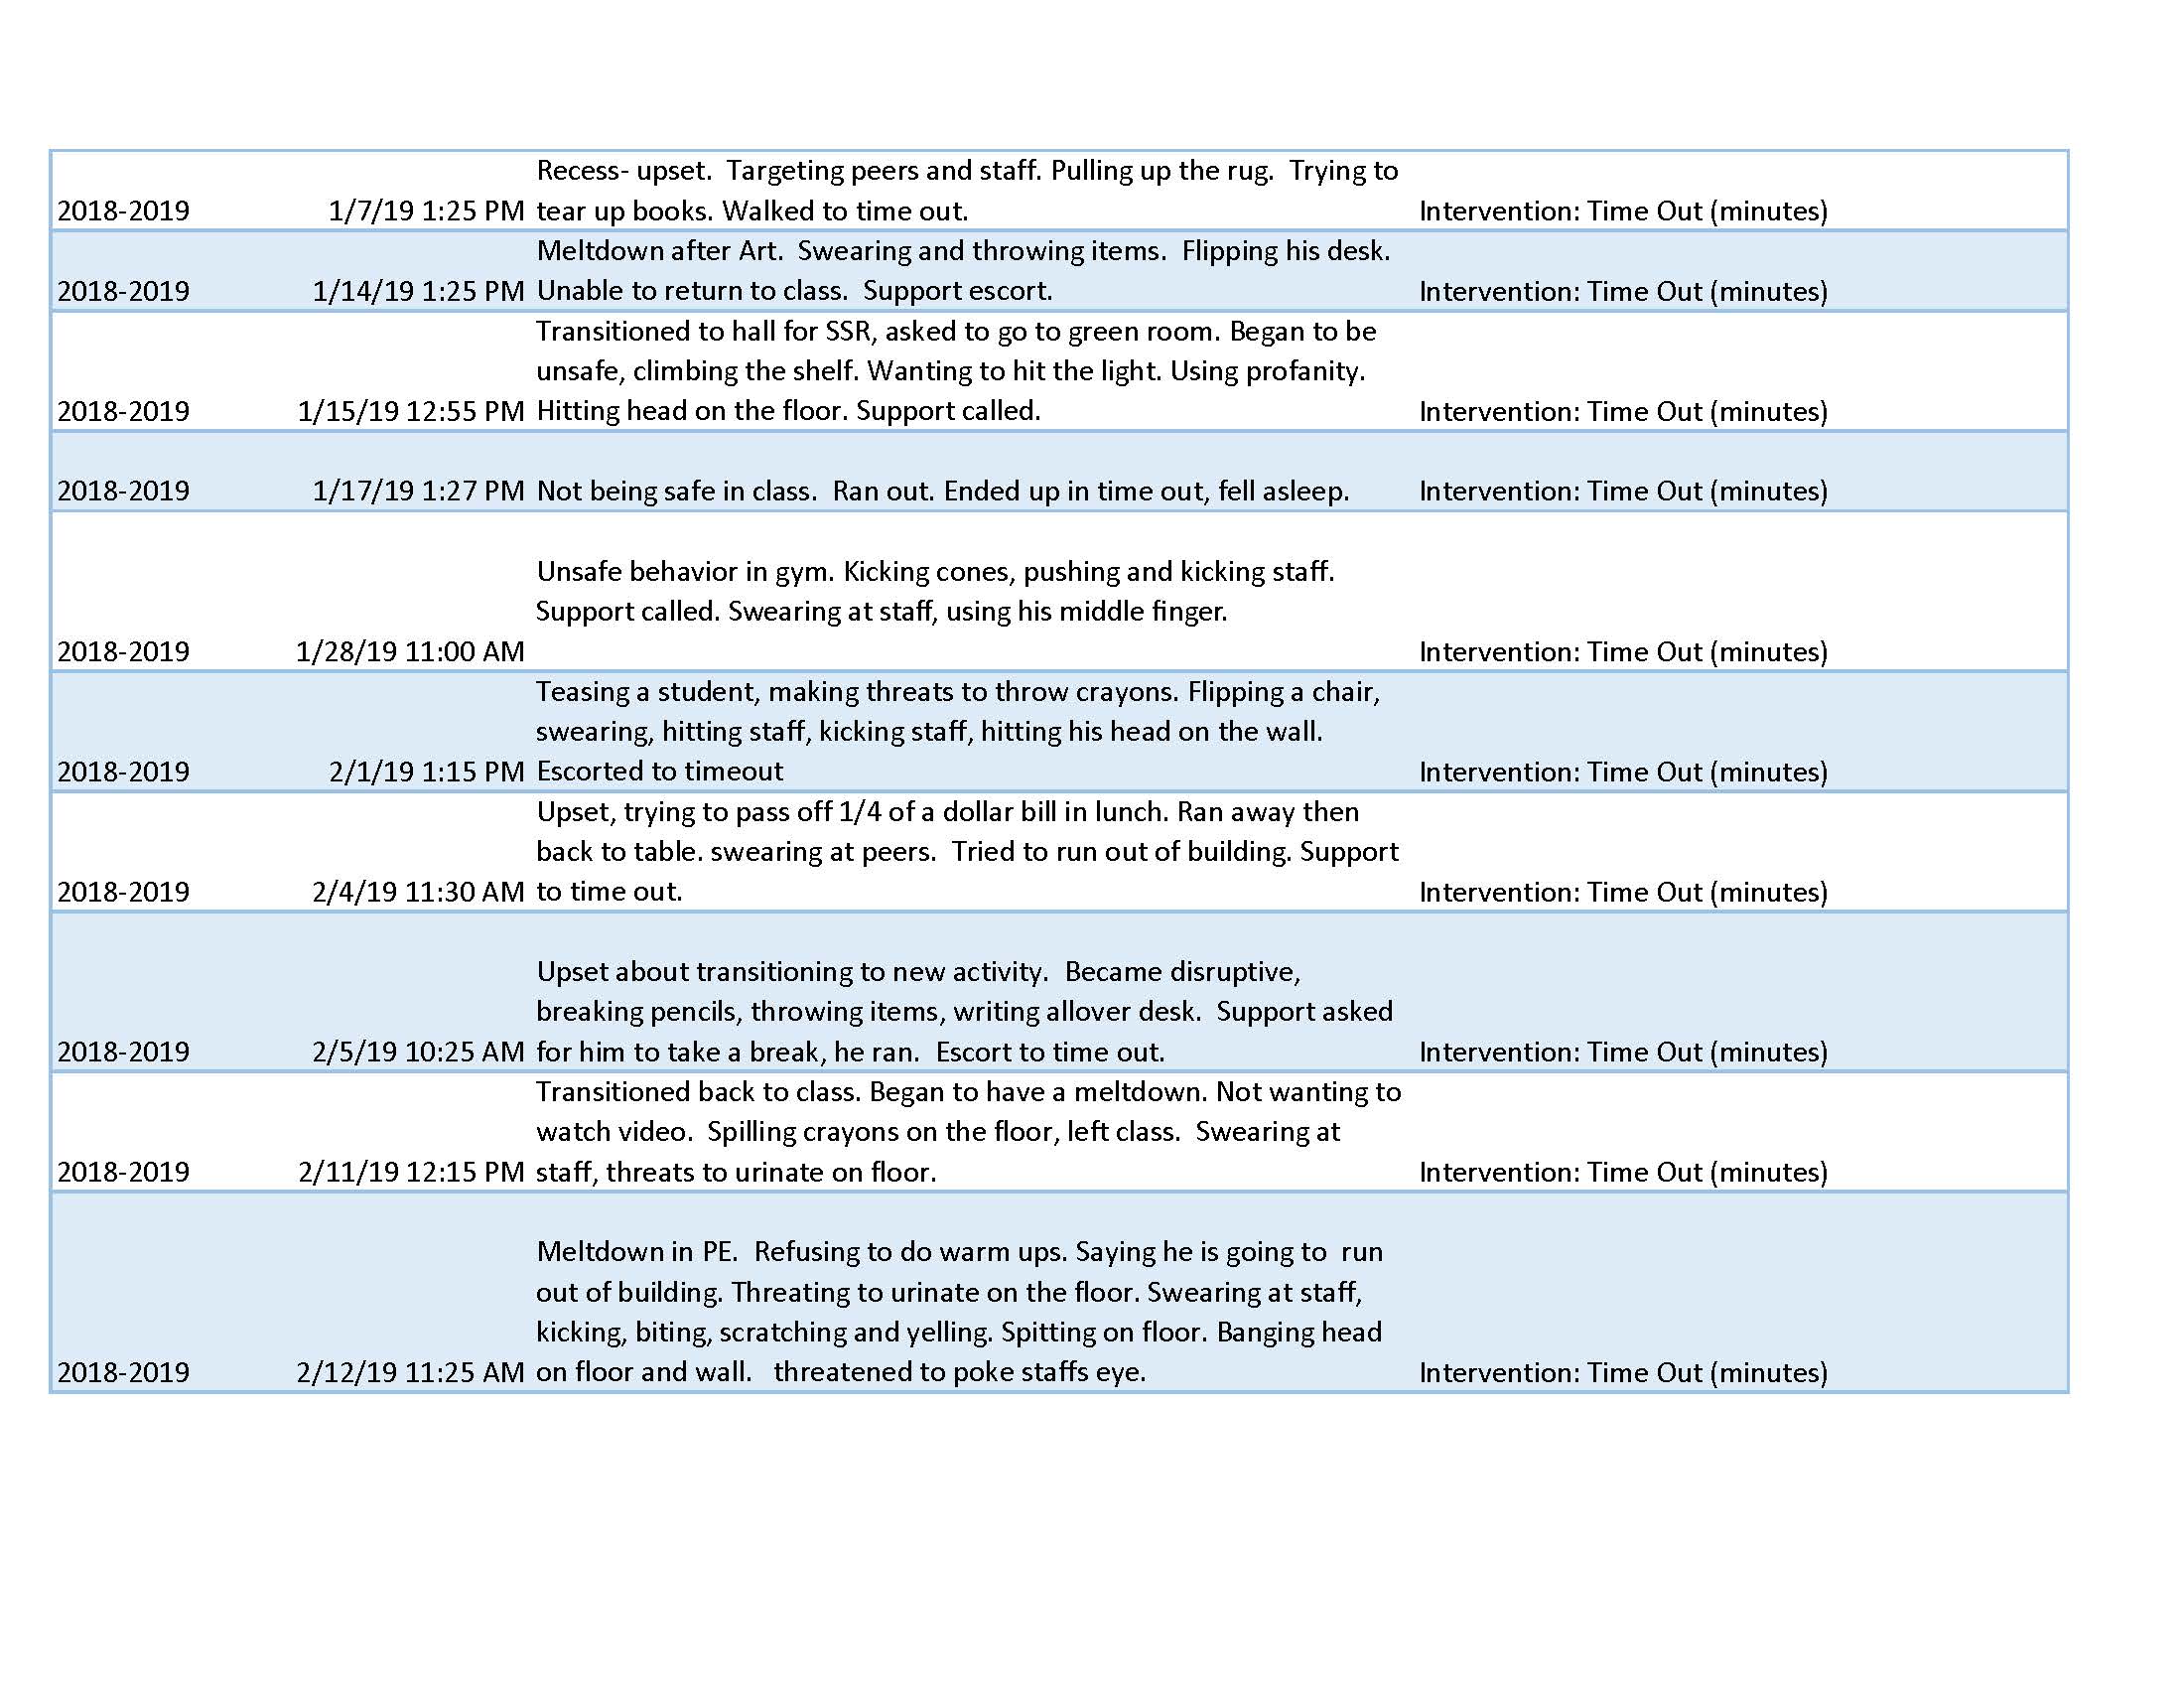 Recess- upset.  Targeting peers and staff. Pulling up the rug.  Trying to
2018-2019 1/7/19 1:25 PM tear up books. Walked to time out. Intervention: Time Out (minutes)
Meltdown after Art.  Swearing and throwing items.  Flipping his desk.
2018-2019 1/14/19 1:25 PM Unable to return to class.  Support escort. Intervention: Time Out (minutes)
Transitioned to hall for SSR, asked to go to green room. Began to be
unsafe, climbing the shelf. Wanting to hit the light. Using profanity.
2018-2019 1/15/19 12:55 PM Hitting head on the floor. Support called. Intervention: Time Out (minutes)
2018-2019 1/17/19 1:27 PM Not being safe in class.  Ran out. Ended up in time out, fell asleep. Intervention: Time Out (minutes)
Unsafe behavior in gym. Kicking cones, pushing and kicking staff.
Support called. Swearing at staff, using his middle finger.
2018-2019 1/28/19 11:00 AM Intervention: Time Out (minutes)
Teasing a student, making threats to throw crayons. Flipping a chair,
swearing, hitting staff, kicking staff, hitting his head on the wall.
2018-2019 2/1/19 1:15 PM Escorted to timeout Intervention: Time Out (minutes)
Upset, trying to pass off 1/4 of a dollar bill in lunch. Ran away then
back to table. swearing at peers.  Tried to run out of building. Support
2018-2019 2/4/19 11:30 AM to time out. Intervention: Time Out (minutes)
Upset about transitioning to new activity.  Became disruptive,
breaking pencils, throwing items, writing allover desk.  Support asked
2018-2019 2/5/19 10:25 AM for him to take a break, he ran.  Escort to time out. Intervention: Time Out (minutes)
Transitioned back to class. Began to have a meltdown. Not wanting to
watch video.  Spilling crayons on the floor, left class.  Swearing at
2018-2019 2/11/19 12:15 PM staff, threats to urinate on floor. Intervention: Time Out (minutes)
Meltdown in PE.  Refusing to do warm ups. Saying he is going to  run
out of building. Threating to urinate on the floor. Swearing at staff,
kicking, biting, scratching and yelling. Spitting on floor. Banging head
2018-2019 2/12/19 11:25 AM on floor and wall.   threatened to poke staffs eye. Intervention: Time Out (minutes)